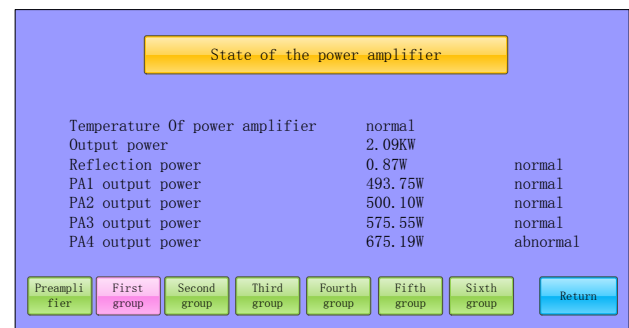 State of the power amplifier
Temperature Of power amplifier normal
Output power 2.09KW
Reflection power 0.87W normal
PA1 output power 493.75W normal
PA2 output power 500.10W normal
PA3 output power 575.55W normal
PA4 output power 675.19W abnormal
Preampli
fier
First
group
Second
group
Third
group
Fourth
group
Fifth
group
Sixth
group
Return